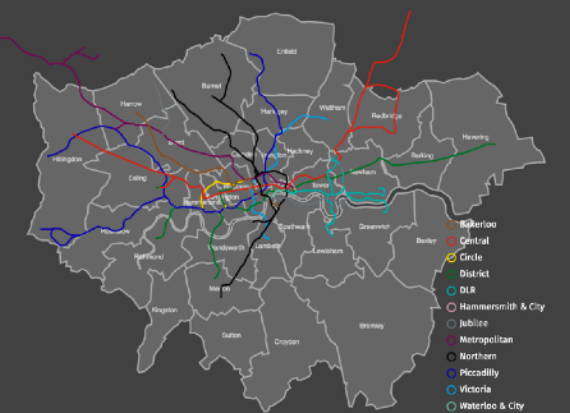 Enfield
Barnet
Harrow
Haringey
Waltham
Redbridge
Havering
Brent
Hackney
Barking
Hillingdon
Ealing
Newham
Tower
Hounslow
Southwark
Greenwich
Richmond
Wandsworth
Lambeth
Lewisham
Bexley
Merton
Kingston
Sutton
Croydon
Bromley
Bakerloo
Central
Circle
District
DLR
Hammersmith & City
Jubilee
Metropolitan
Northern
Piccadilly
Victoria
Waterloo & City